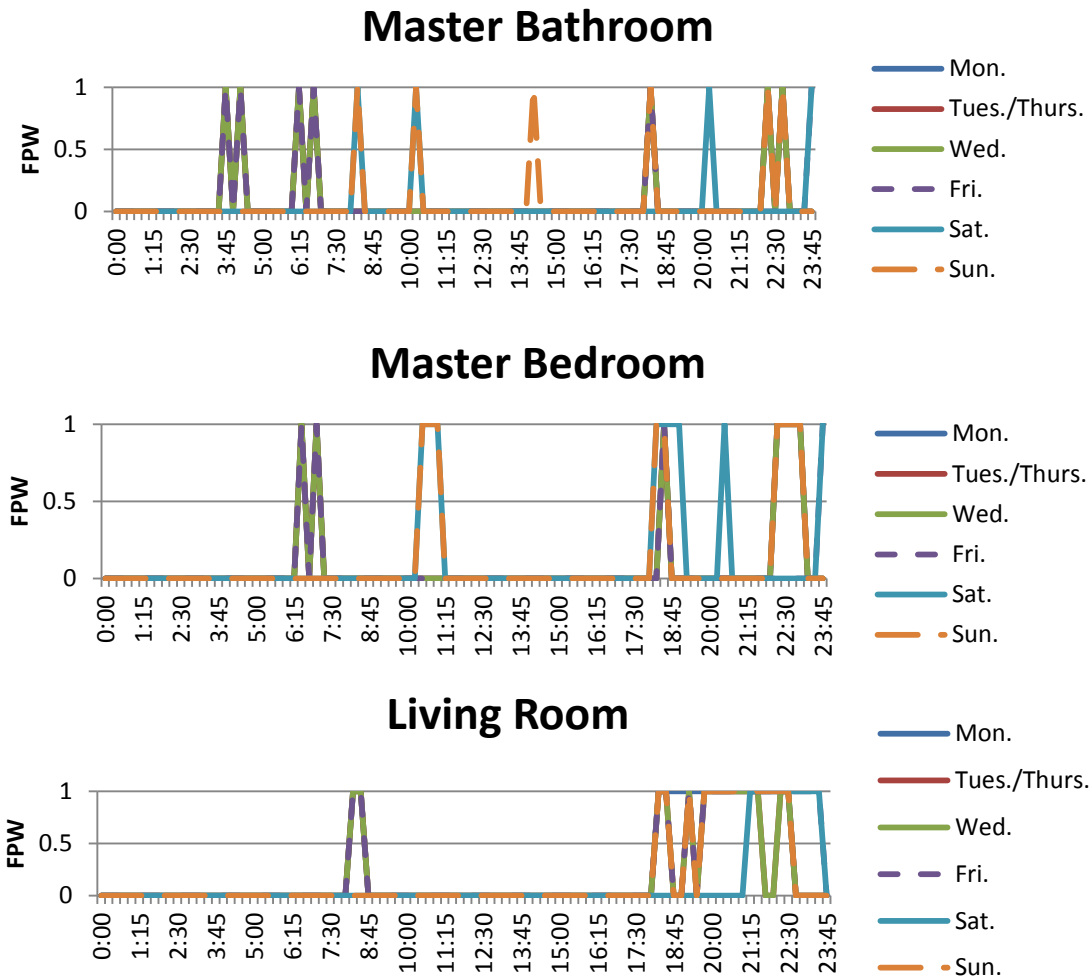 Master Bathroom
FPW
1
0.5
0
0:00 1:15 2:30 3:45 5:00 6:15 7:30 8:45 10:00 11:15 12:30 13:45 15:00 16:15 17:30 18:45 20:00 21:15 22:30 23:45
Mon.
Tues./Thurs.
Wed.
Fri.
Sat.
Sun.
Master Bedroom
FPW
1
0.5
0
0:00 1:15 2:30 3:45 5:00 6:15 7:30 8:45 10:00 11:15 12:30 13:45 15:00 16:15 17:30 18:45 20:00 21:15 22:30 23:45
Mon.
Tues./Thurs.
Wed.
Fri.
Sat.
Sun.
Living Room
FPW
1
0.5
0
0:00 1:15 2:30 3:45 5:00 6:15 7:30 8:45 10:00 11:15 12:30 13:45 15:00 16:15 17:30 18:45 20:00 21:15 22:30 23:45
Mon.
Tues./Thurs.
Wed.
Fri.
Sat.
Sun.